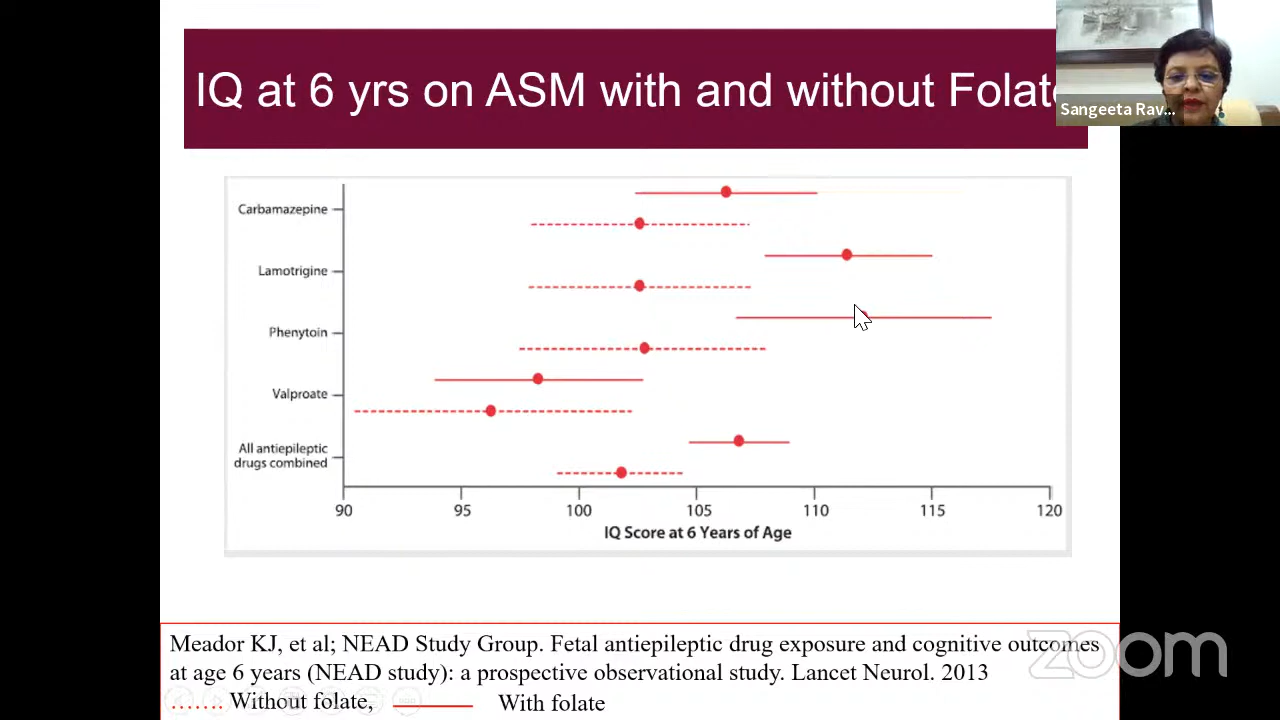 IQ at 6 yrs on ASM with and without Folate
Sangeeta Rav...
Carbamazepine
Lamotrigine
Phenytoin
Valproate
All antiepileptic
drugs combined
90 95 100 105 110 115 120
IQ Score at 6 Years of Age
Meador KJ, et al; NEAD Study Group. Fetal antiepileptic drug exposure and cognitive outcomes
at age 6 years (NEAD study): a prospective observational study. Lancet Neurol. 2013
....... Without folate, With folate
zoom